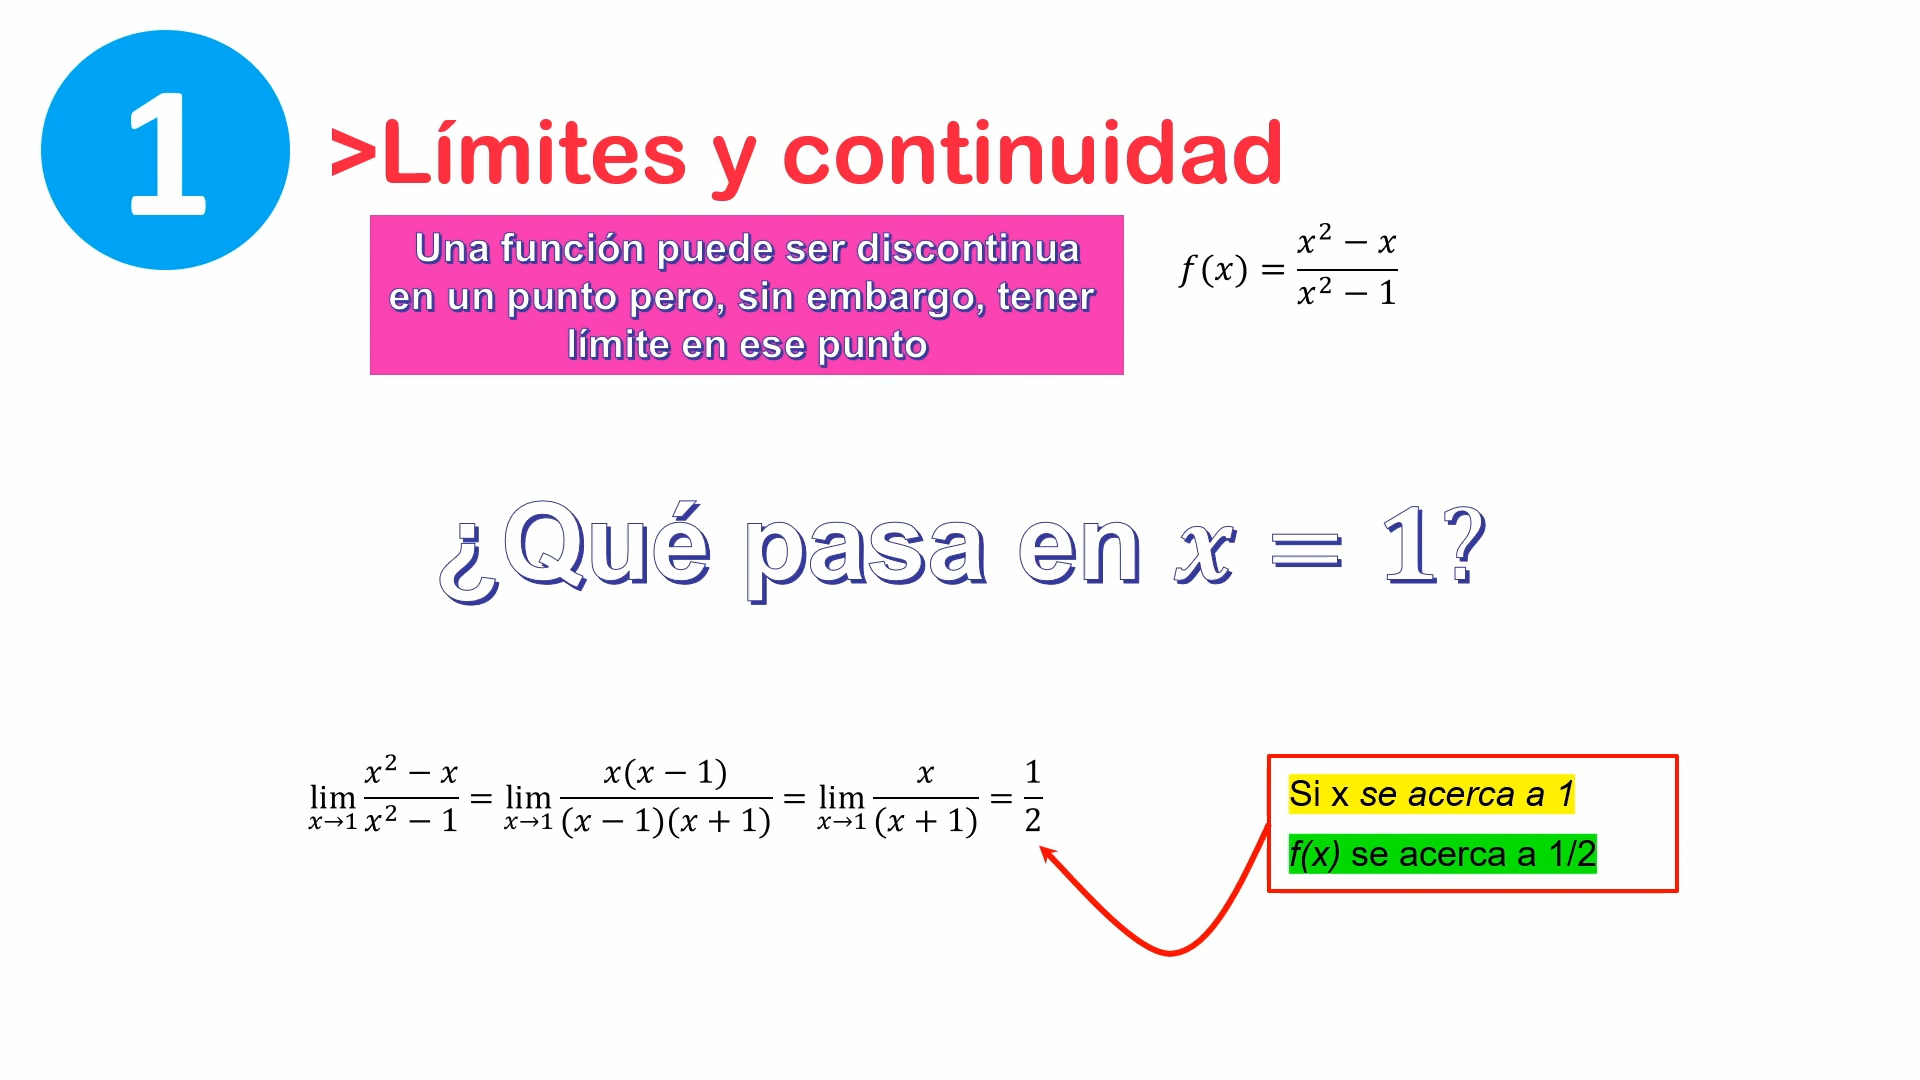 1
>Límites y continuidad
Una función puede ser discontinua
en un punto pero, sin embargo, tener
límite en ese punto
f(x) = (x² − x)/(x² − 1)
¿Qué pasa en x = 1?
lim x→1 (x² − x)/(x² − 1) = lim x→1 x(x − 1)/((x − 1)(x + 1)) = lim x→1 x/(x + 1) = 1/2
Si x se acerca a 1
f(x) se acerca a 1/2